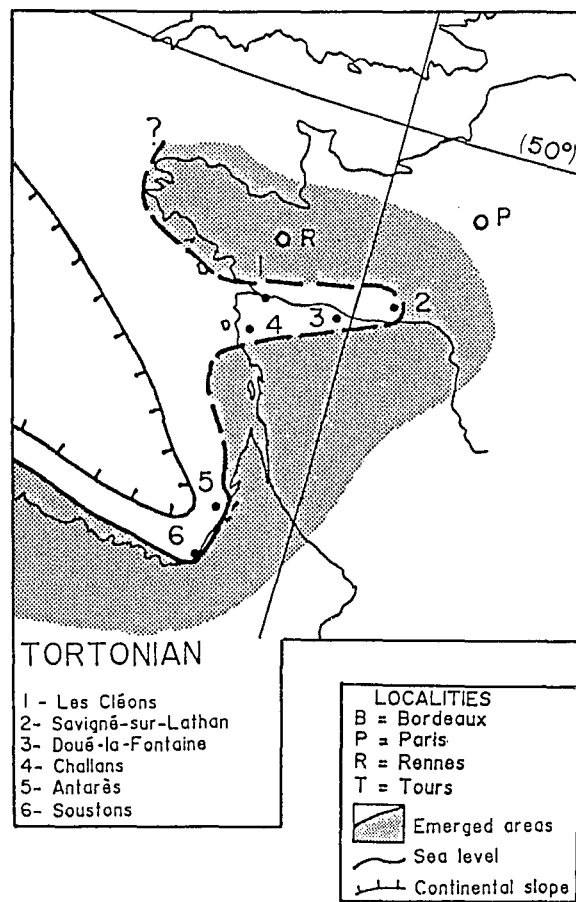 ?
(50°)
P
R
1
2
3
4
5
6
TORTONIAN
1 - Les Cléons
2- Savigné-sur-Lathan
3- Doué-la-Fontaine
4- Challans
5- Antarès
6- Soustons
LOCALITIES
B = Bordeaux
P = Paris
R = Rennes
T = Tours
Emerged areas
Sea level
Continental slope